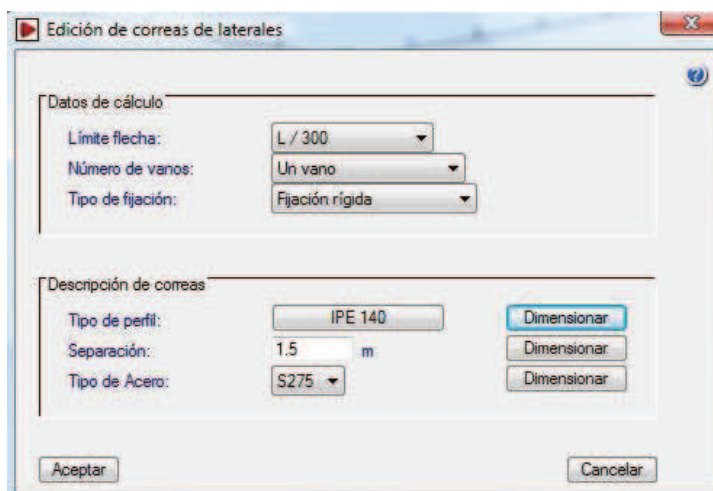 Edición de correas de laterales
Datos de cálculo
Límite flecha: L / 300
Número de vanos: Un vano
Tipo de fijación: Fijación rígida
Descripción de correas
Tipo de perfil: IPE 140 Dimensionar
Separación: 1.5 m Dimensionar
Tipo de Acero: S275 Dimensionar
Aceptar Cancelar